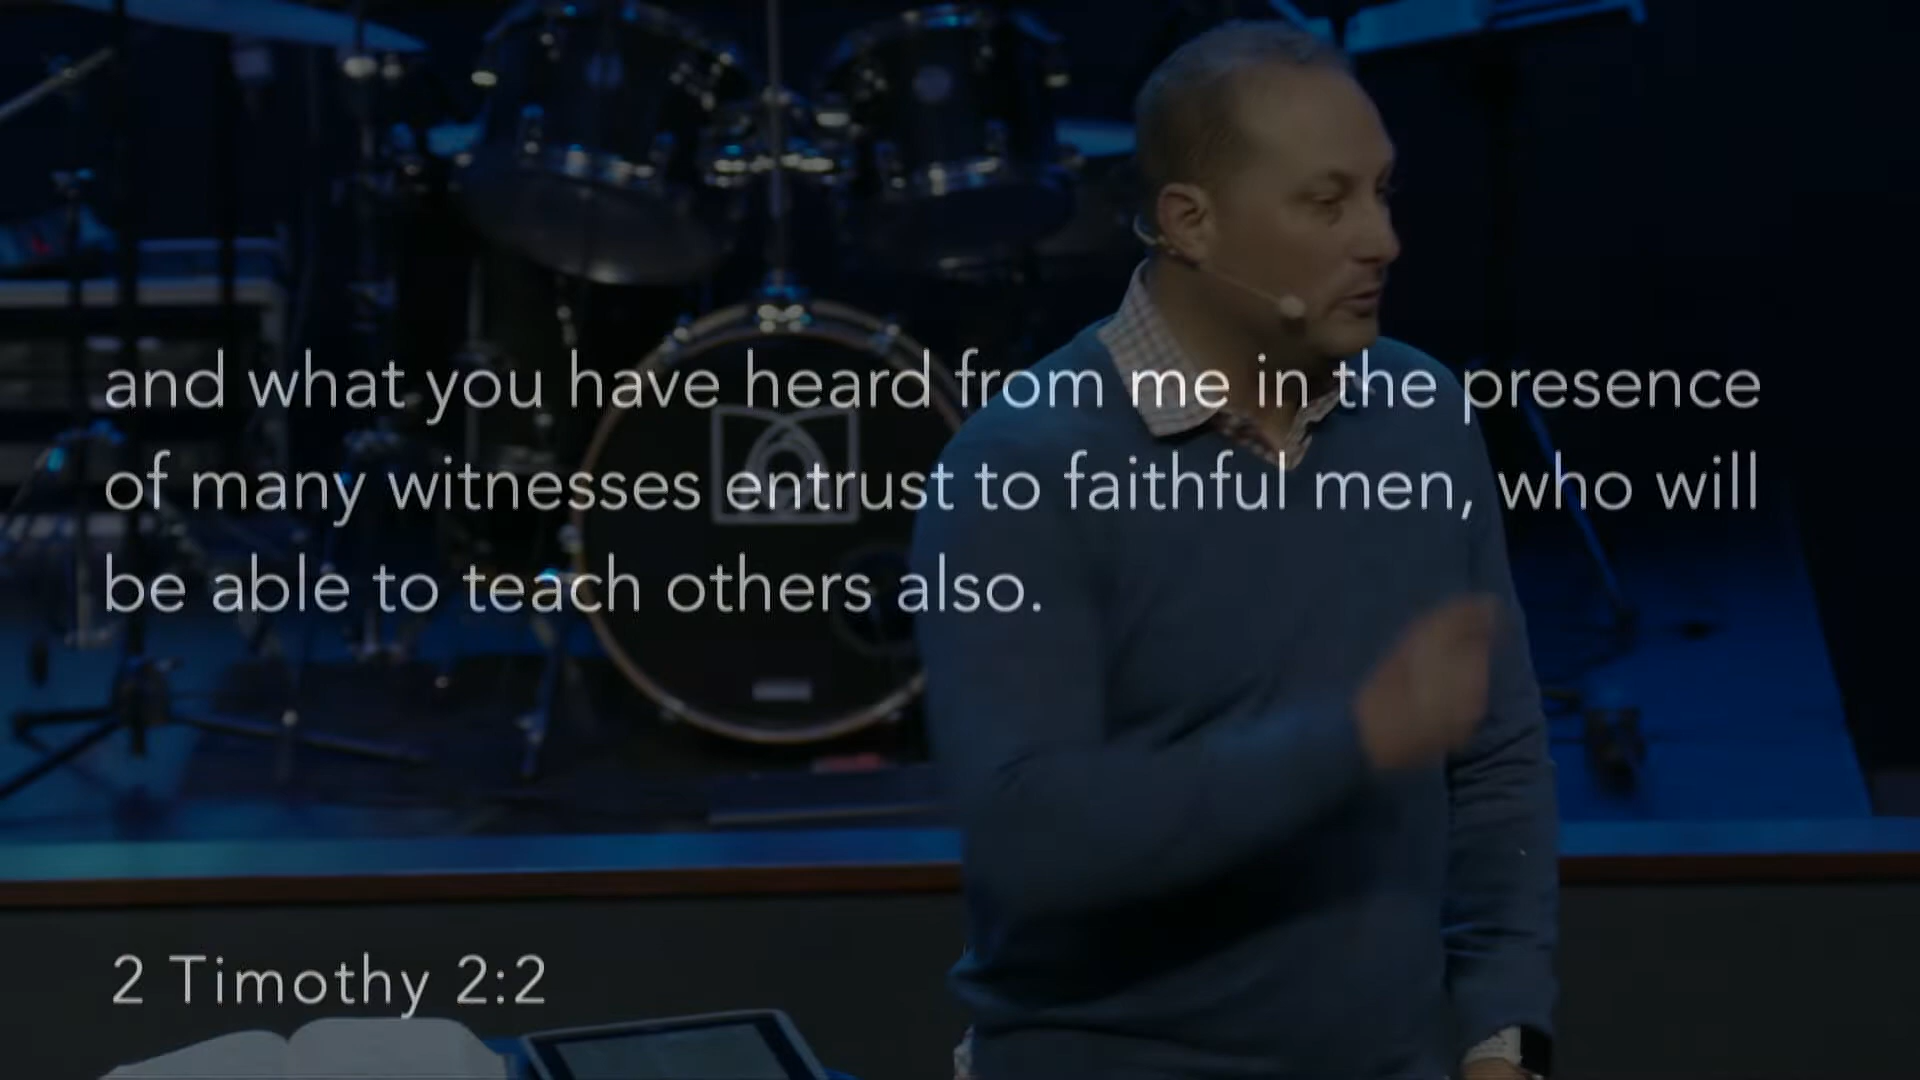 and what you have heard from me in the presence
of many witnesses entrust to faithful men, who will
be able to teach others also.
2 Timothy 2:2